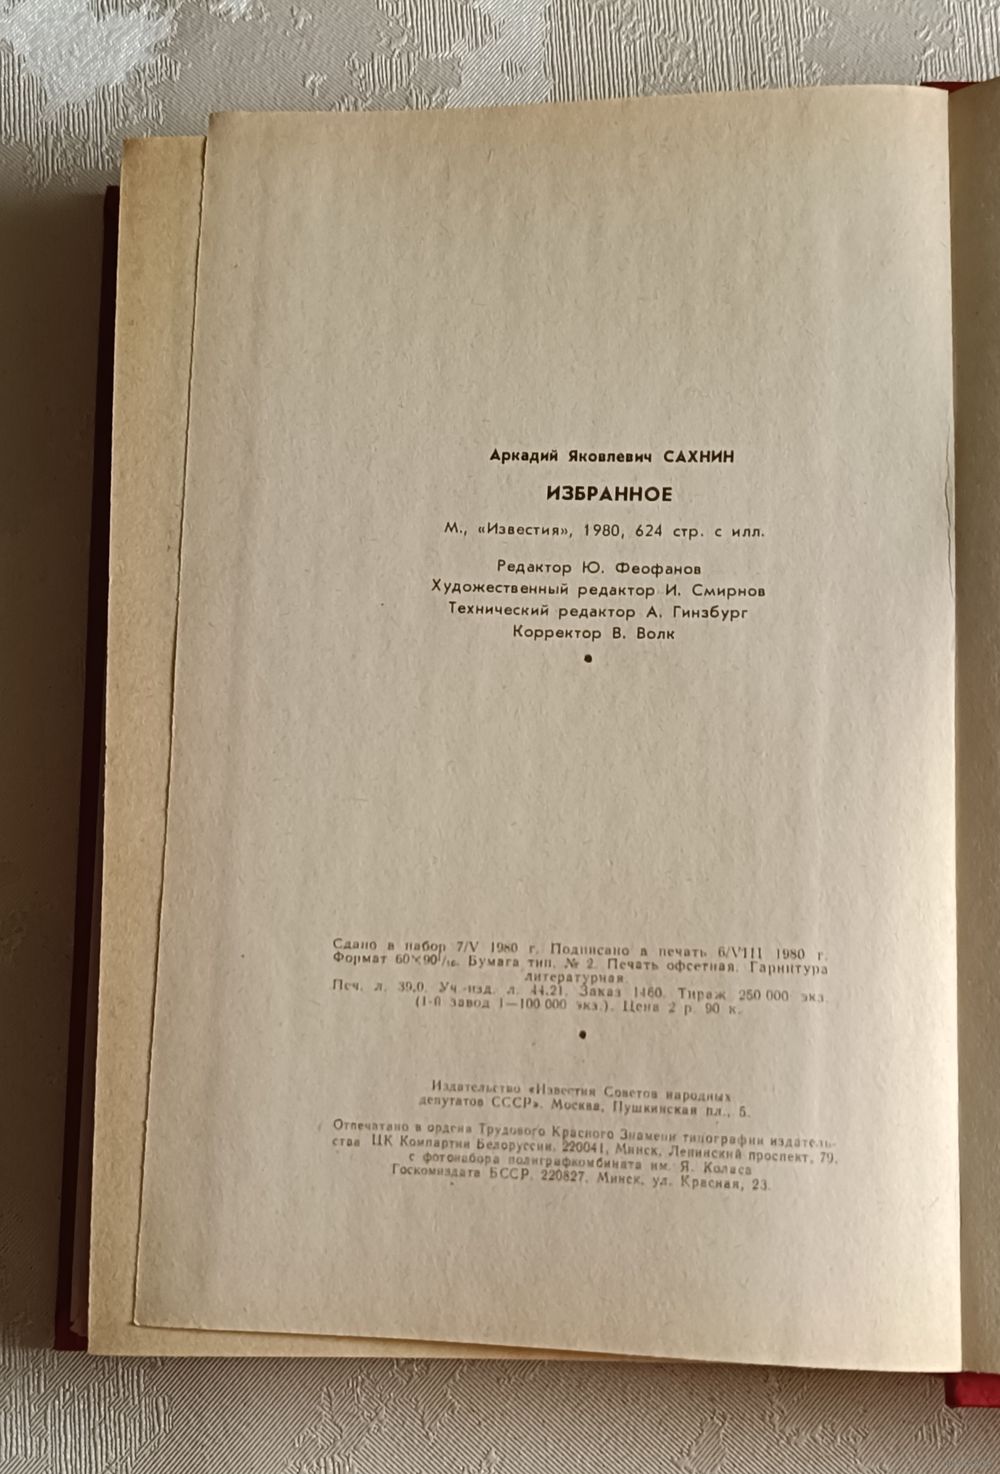 Аркадий Яковлевич САХНИН
ИЗБРАННОЕ
М., «Известия», 1980, 624 стр. с илл.
Редактор Ю. Феофанов
Художественный редактор И. Смирнов
Технический редактор А. Гинзбург
Корректор В. Волк
Сдано в набор 7/V 1980 г. Подписано в печать 6/VIII 1980 г.
Формат 60×90¹/₁₆. Бумага тип. № 2. Печать офсетная. Гарнитура
литературная.
Печ. л. 39,0. Уч.-изд. л. 44,21. Заказ 1460. Тираж 250 000 экз.
(1-й завод 1—100 000 экз.). Цена 2 р. 90 к.
Издательство «Известия Советов народных
депутатов СССР». Москва, Пушкинская пл., 5.
Отпечатано в ордена Трудового Красного Знамени типографии издатель-
ства ЦК Компартии Белоруссии. 220041, Минск, Ленинский проспект, 79,
с фотонабора полиграфкомбината им. Я. Коласа
Госкомиздата БССР. 220827. Минск, ул. Красная, 23.